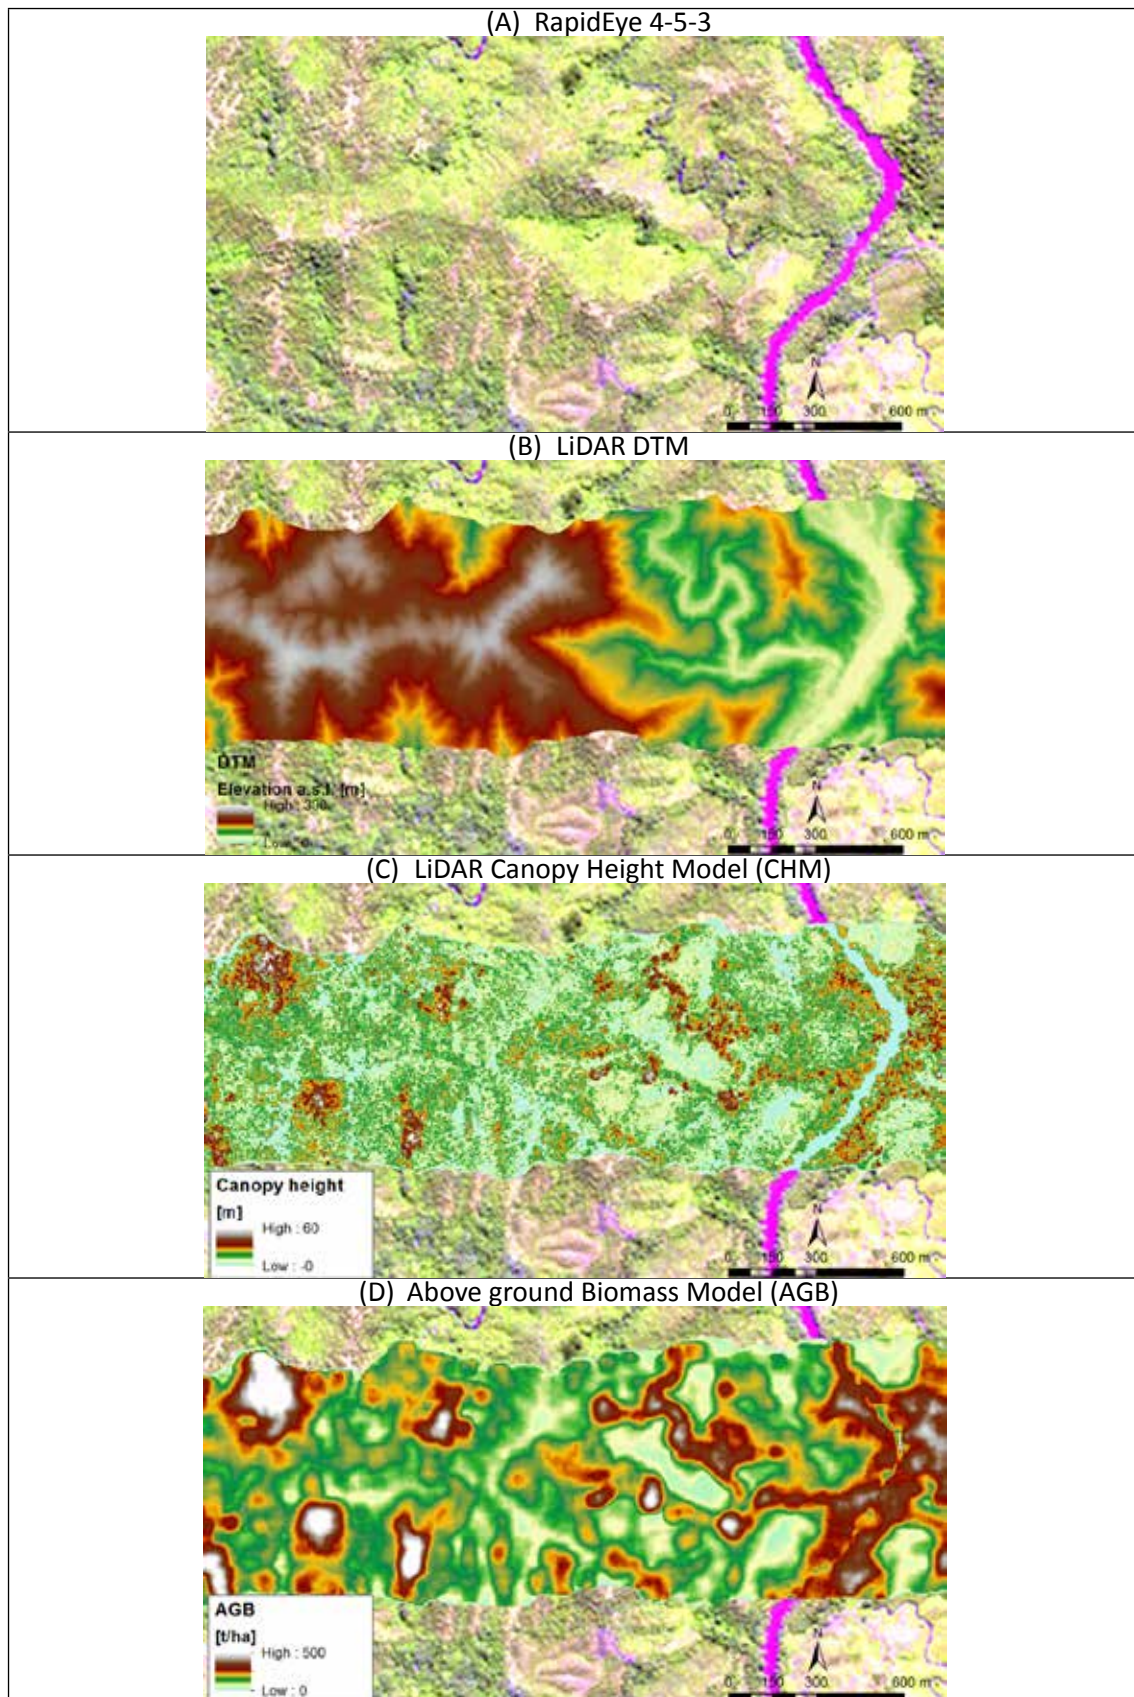 (A) RapidEye 4-5-3
N
0 150 300 600 m
(B) LiDAR DTM
DTM
Elevation a.s.l. [m]
High : 300
Low : 0
N
0 150 300 600 m
(C) LiDAR Canopy Height Model (CHM)
Canopy height
[m]
High : 60
Low : -0
N
0 150 300 600 m
(D) Above ground Biomass Model (AGB)
AGB
[t/ha]
High : 500
Low : 0
N
0 150 300 600 m